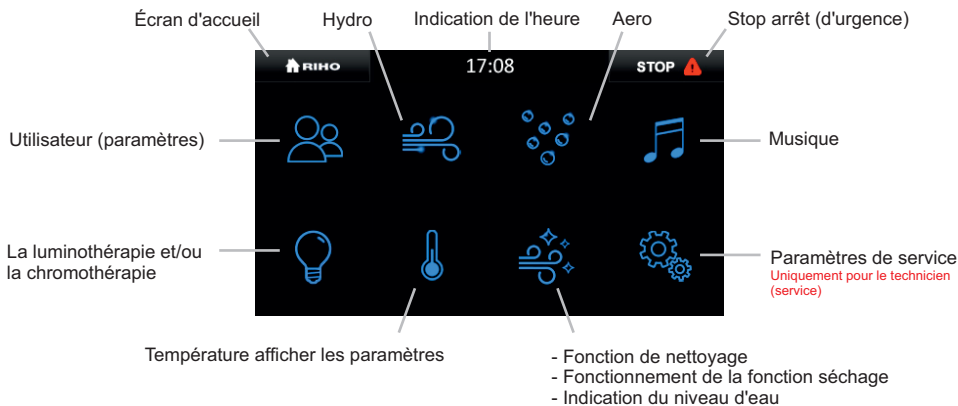 Écran d'accueil
Hydro
Indication de l'heure
Aero
Stop arrêt (d'urgence)
RIHO
17:08
STOP
Utilisateur (paramètres)
Musique
La luminothérapie et/ou
la chromothérapie
Paramètres de service
Uniquement pour le technicien
(service)
Température afficher les paramètres
- Fonction de nettoyage
- Fonctionnement de la fonction séchage
- Indication du niveau d'eau